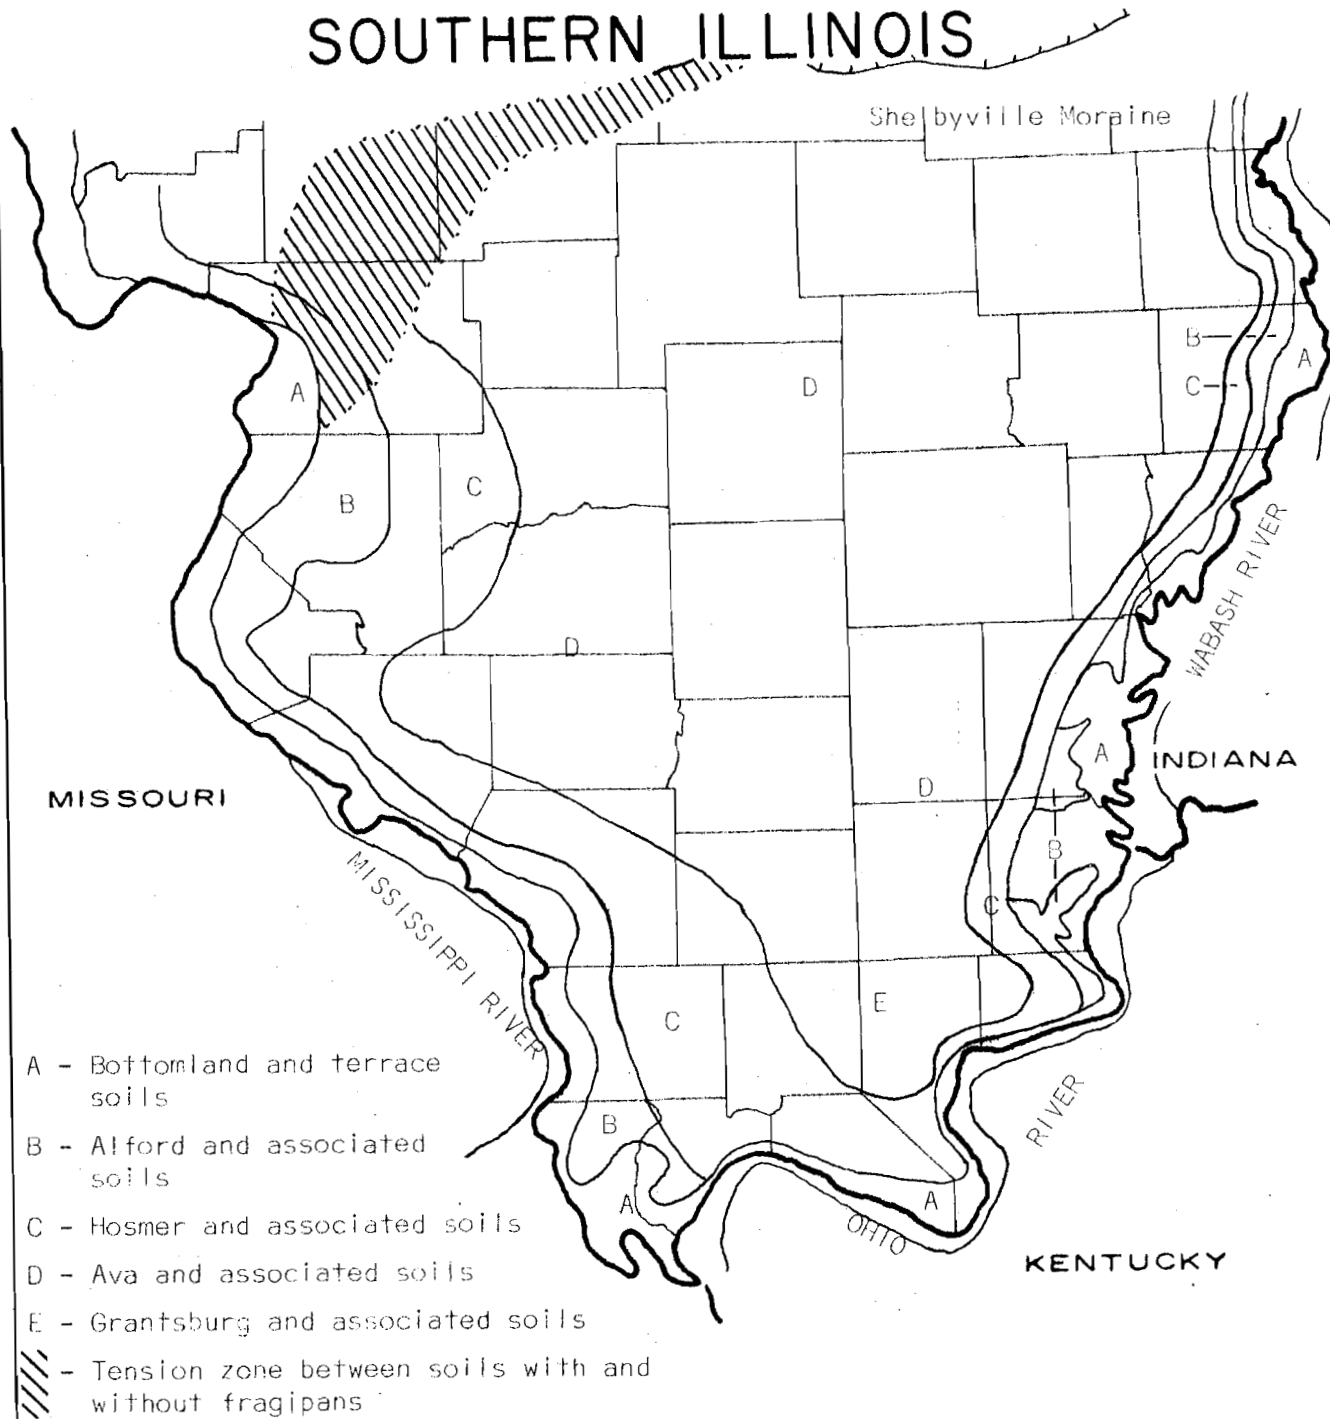 SOUTHERN ILLINOIS
Shelbyville Moraine
B
A
C
D
A
B
C
D
WABASH RIVER
A
INDIANA
D
MISSOURI
B
MISSISSIPPI RIVER
C
E
C
A - Bottomland and terrace
soils
B
RIVER
B - Alford and associated
soils
A
A
C - Hosmer and associated soils
OHIO
KENTUCKY
D - Ava and associated soils
E - Grantsburg and associated soils
- Tension zone between soils with and
without fragipans